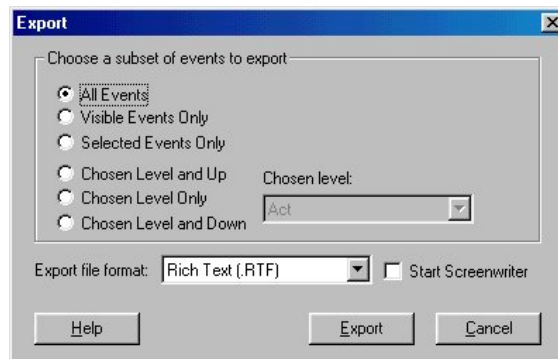 Export
Choose a subset of events to export
All Events
Visible Events Only
Selected Events Only
Chosen Level and Up
Chosen level:
Chosen Level Only
Act
Chosen Level and Down
Export file format: Rich Text (.RTF) Start Screenwriter
Help Export Cancel